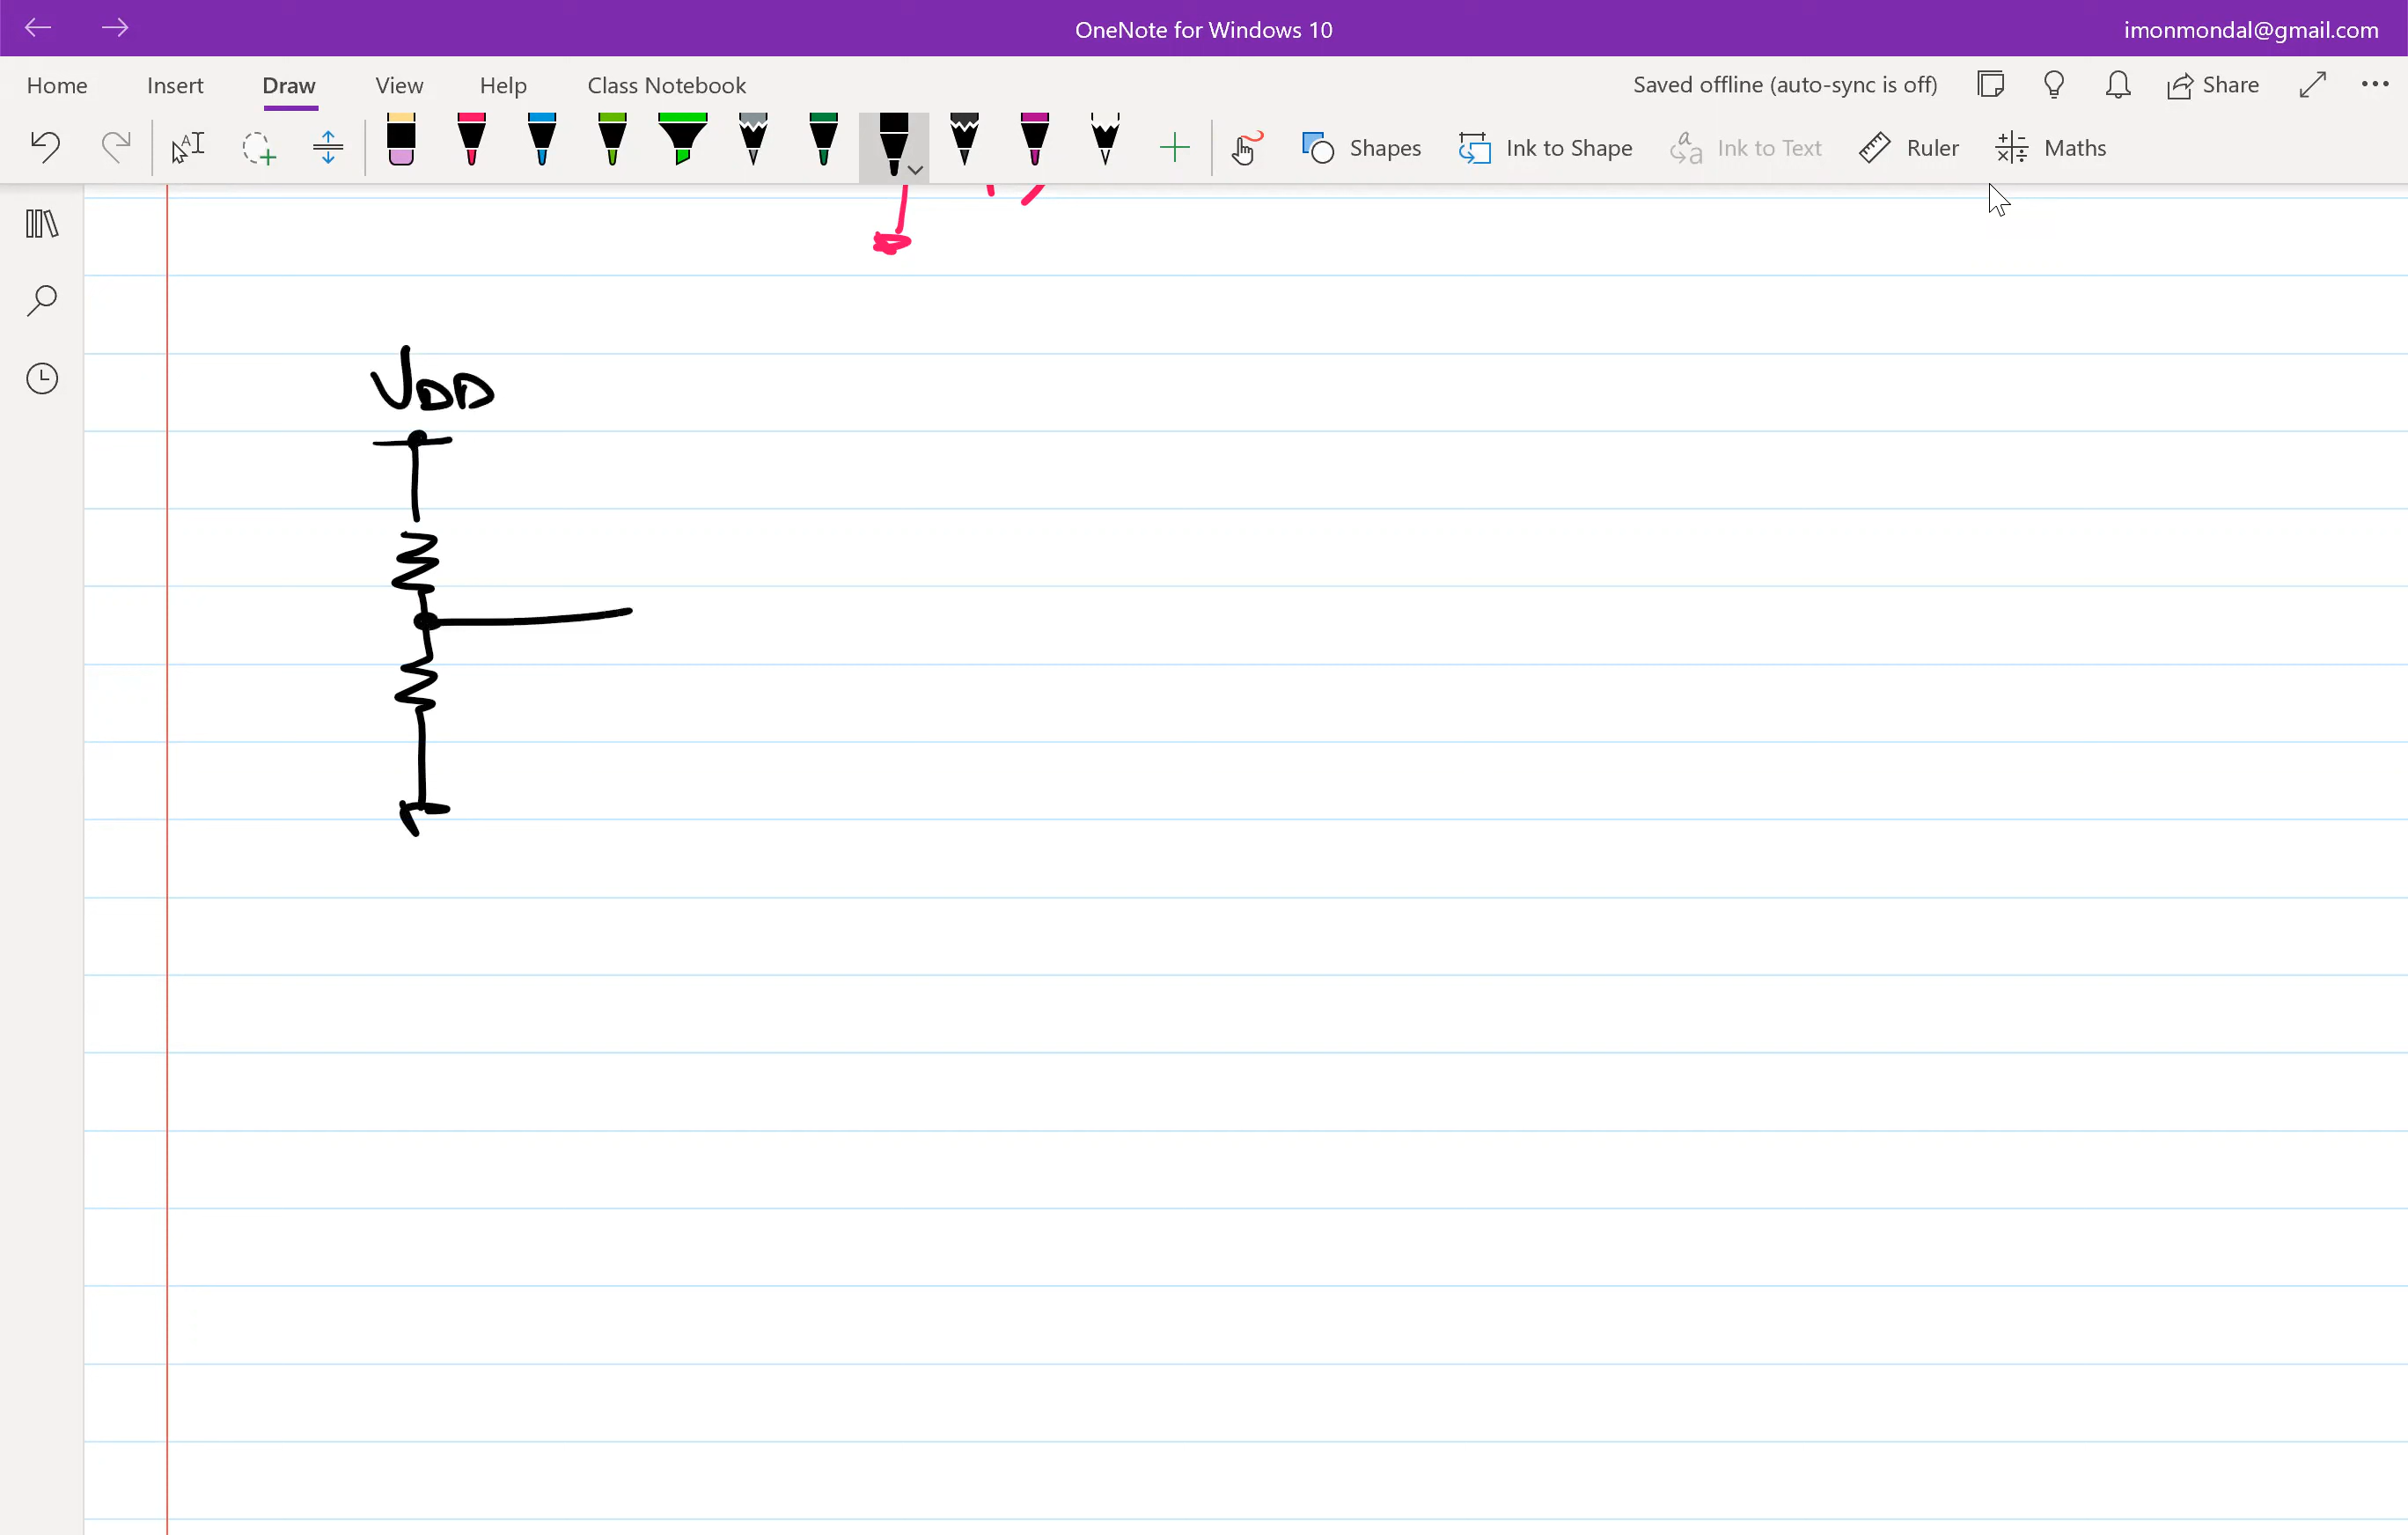 OneNote for Windows 10
imonmondal@gmail.com
Home Insert Draw View Help Class Notebook
Saved offline (auto-sync is off) Share
Shapes Ink to Shape Ink to Text Ruler Maths
VDD